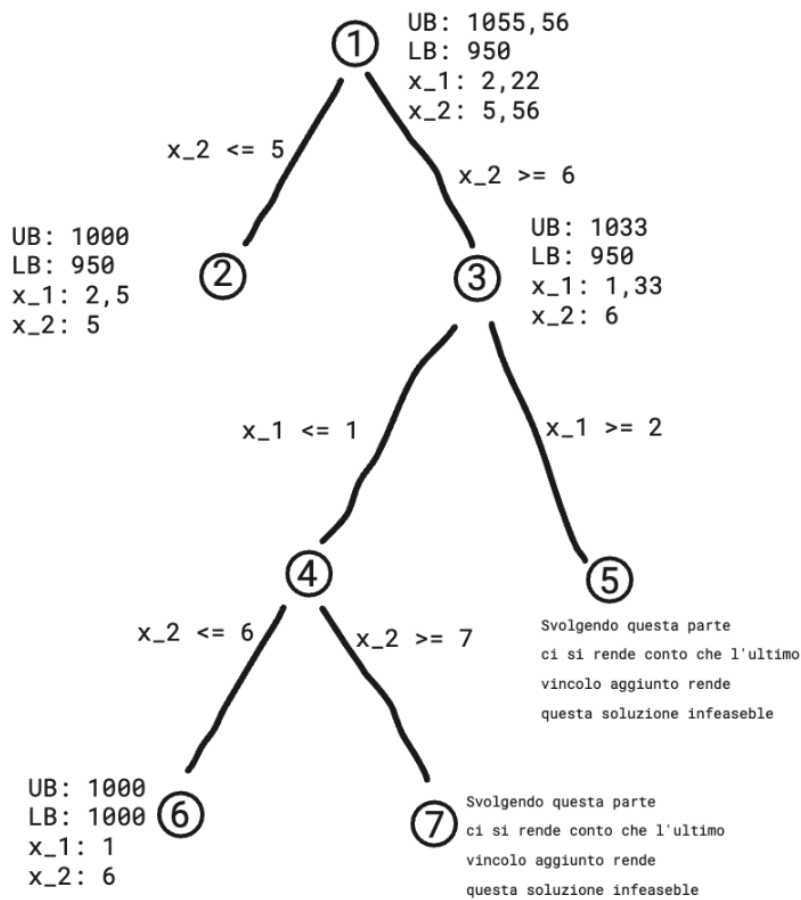 1
UB: 1055,56
LB: 950
x_1: 2,22
x_2: 5,56
x_2 <= 5
x_2 >= 6
UB: 1000
LB: 950
x_1: 2,5
x_2: 5
2
3
UB: 1033
LB: 950
x_1: 1,33
x_2: 6
x_1 <= 1
x_1 >= 2
4
5
Svolgendo questa parte
ci si rende conto che l'ultimo
vincolo aggiunto rende
questa soluzione infeaseble
x_2 <= 6
x_2 >= 7
UB: 1000
LB: 1000
x_1: 1
x_2: 6
6
7
Svolgendo questa parte
ci si rende conto che l'ultimo
vincolo aggiunto rende
questa soluzione infeaseble